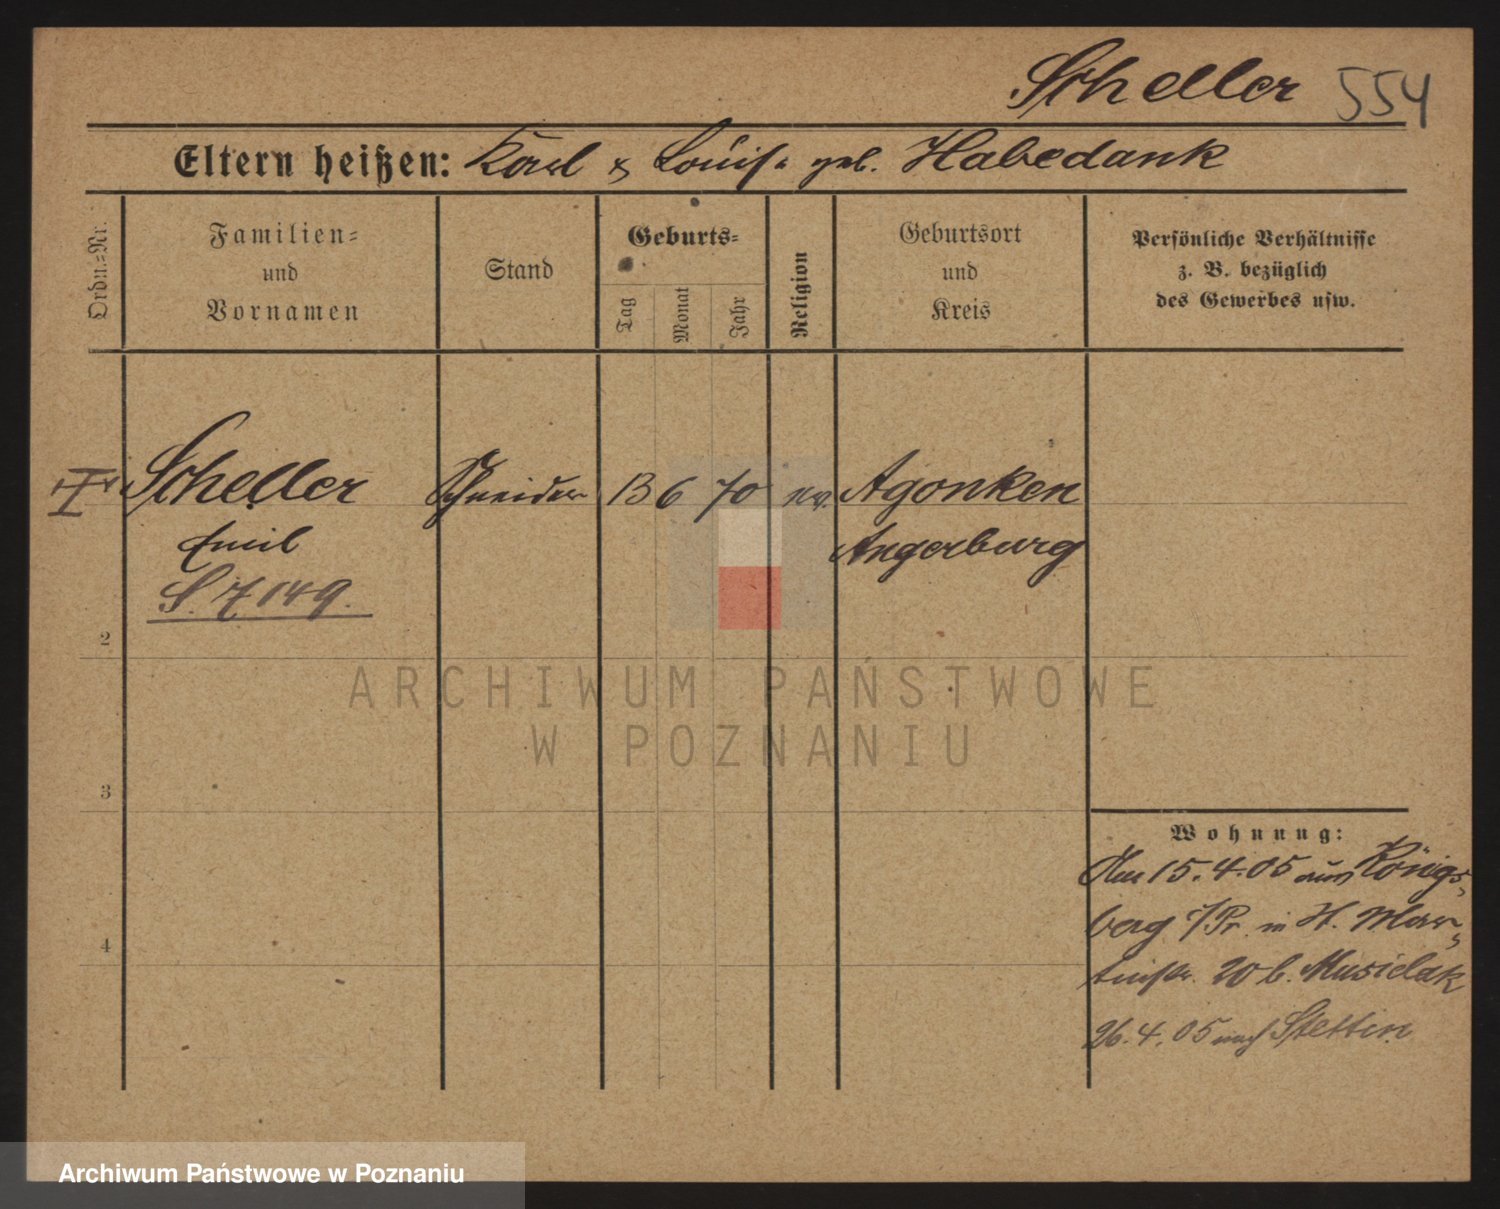 Scheller 554
Eltern heißen: Karl & Louise geb. Habedank
Ordn.-Nr.
Familien-
und
Vornamen
Stand
Geburts-
Tag
Monat
Jahr
Religion
Geburtsort
und
Kreis
Persönliche Verhältnisse
z. B. bezüglich
des Gewerbes usw.
I Scheller Schneider 13 6 70 ev. Agonken
Emil Angerburg
S. 7149.
2
3
4
Wohnung:
Am 15.4.05 aus Königs-
berg i/Pr. in H. Mar-
tinstr. 20 b. Musielak
26.4.05 nach Stettin.
ARCHIWUM PAŃSTWOWE
W POZNANIU
Archiwum Państwowe w Poznaniu